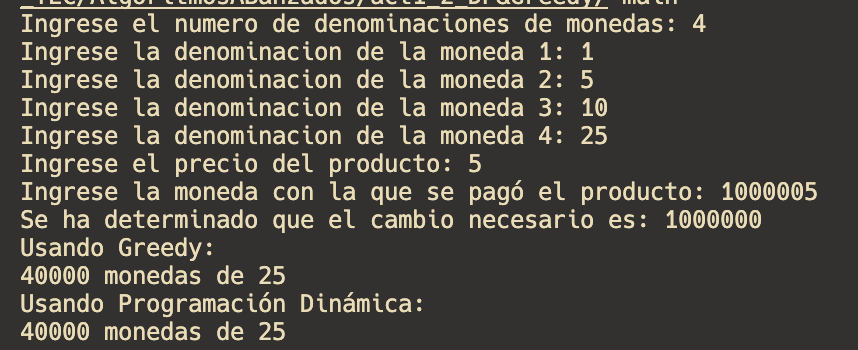 _TEC/AlgoritmosABanzados/act1_2_DP&Greedy/ main
Ingrese el numero de denominaciones de monedas: 4
Ingrese la denominacion de la moneda 1: 1
Ingrese la denominacion de la moneda 2: 5
Ingrese la denominacion de la moneda 3: 10
Ingrese la denominacion de la moneda 4: 25
Ingrese el precio del producto: 5
Ingrese la moneda con la que se pagó el producto: 1000005
Se ha determinado que el cambio necesario es: 1000000
Usando Greedy:
40000 monedas de 25
Usando Programación Dinámica:
40000 monedas de 25